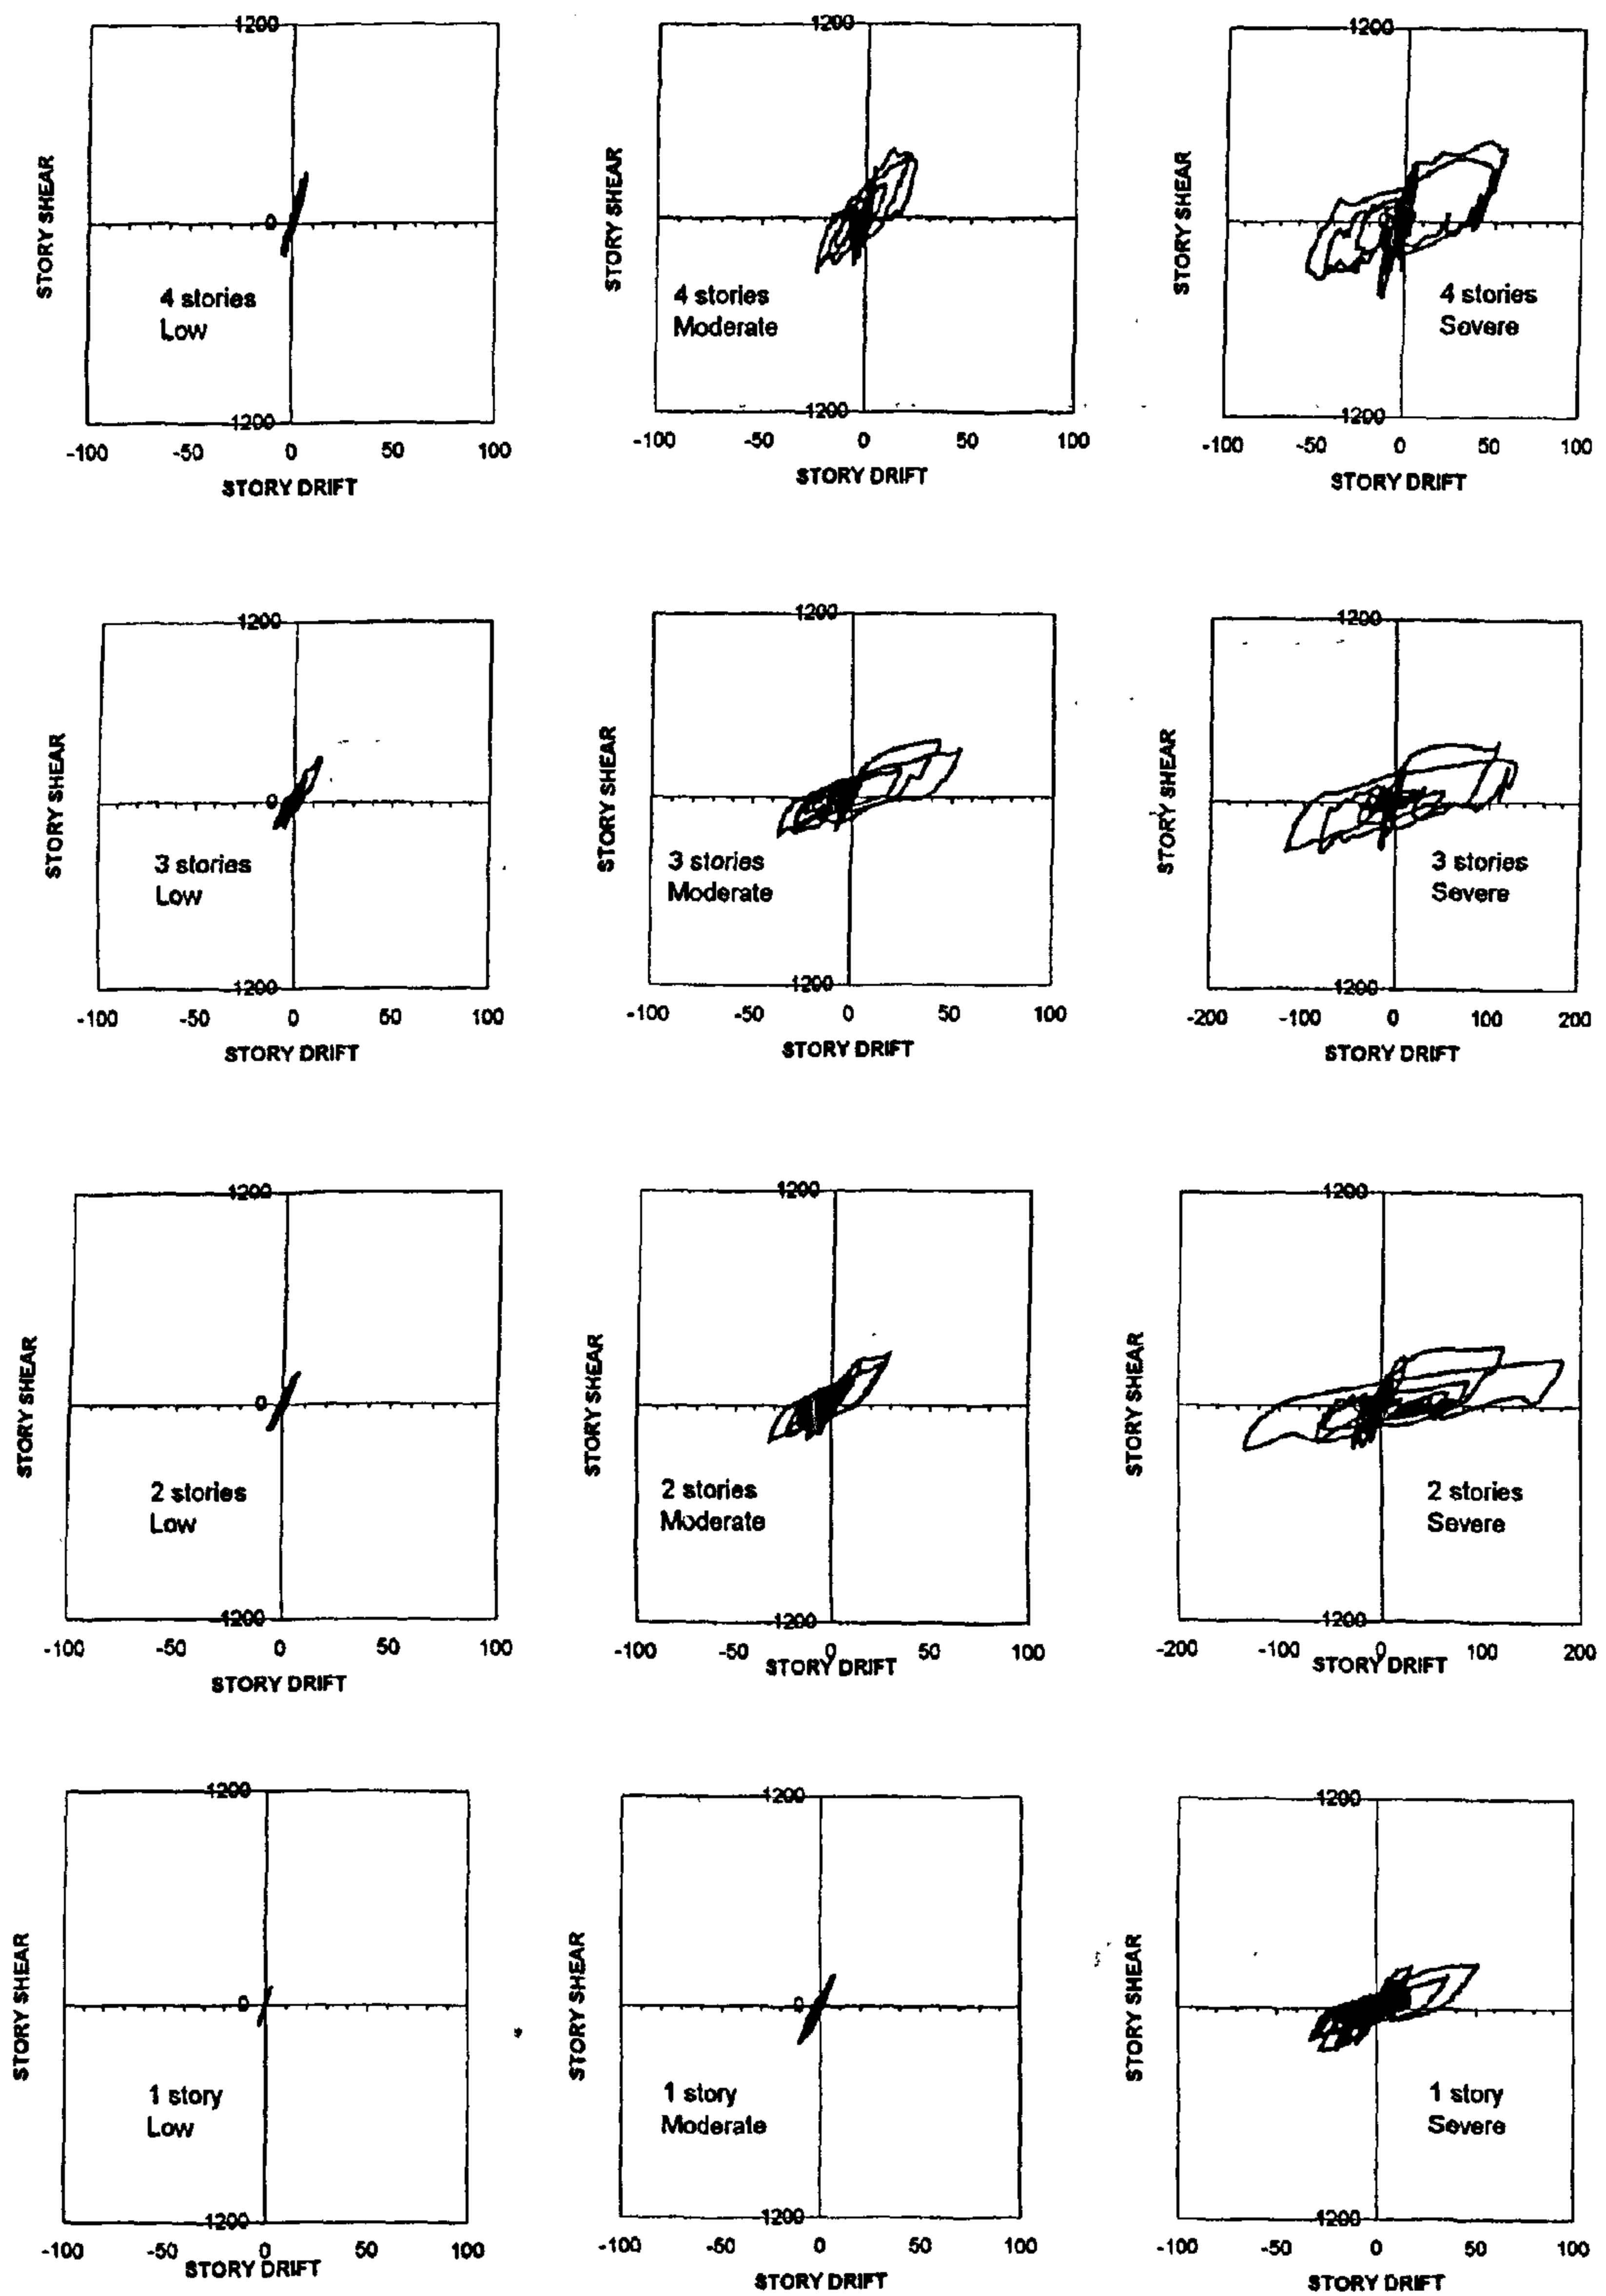 1200 1200 1200
STORY SHEAR STORY SHEAR STORY SHEAR
0
4 stories 4 stories 4 stories
Low Moderate Sovere
1200 1200 1200
-100 -50 0 50 100 -100 -50 0 50 100 -100 -50 0 50 100
STORY DRIFT STORY DRIFT STORY DRIFT
1200 1200 1200
STORY SHEAR STORY SHEAR STORY SHEAR
0
3 stories 3 stories 3 stories
Low Moderate Severe
1200 1200 1200
-100 -50 0 50 100 -100 -50 0 50 100 -200 -100 0 100 200
STORY DRIFT STORY DRIFT STORY DRIFT
1200 1200 1200
STORY SHEAR STORY SHEAR STORY SHEAR
0
2 stories 2 stories 2 stories
Low Moderate Severe
1200 1200 1200
-100 -50 0 50 100 -100 -50 0 50 100 -200 -100 0 100 200
STORY DRIFT STORY DRIFT STORY DRIFT
1200 1200 1200
STORY SHEAR STORY SHEAR STORY SHEAR
0 0
1 story 1 story 1 story
Low Moderate Severe
1200 1200 1200
-100 -50 0 50 100 -100 -50 0 50 100 -100 -50 0 50 100
STORY DRIFT STORY DRIFT STORY DRIFT